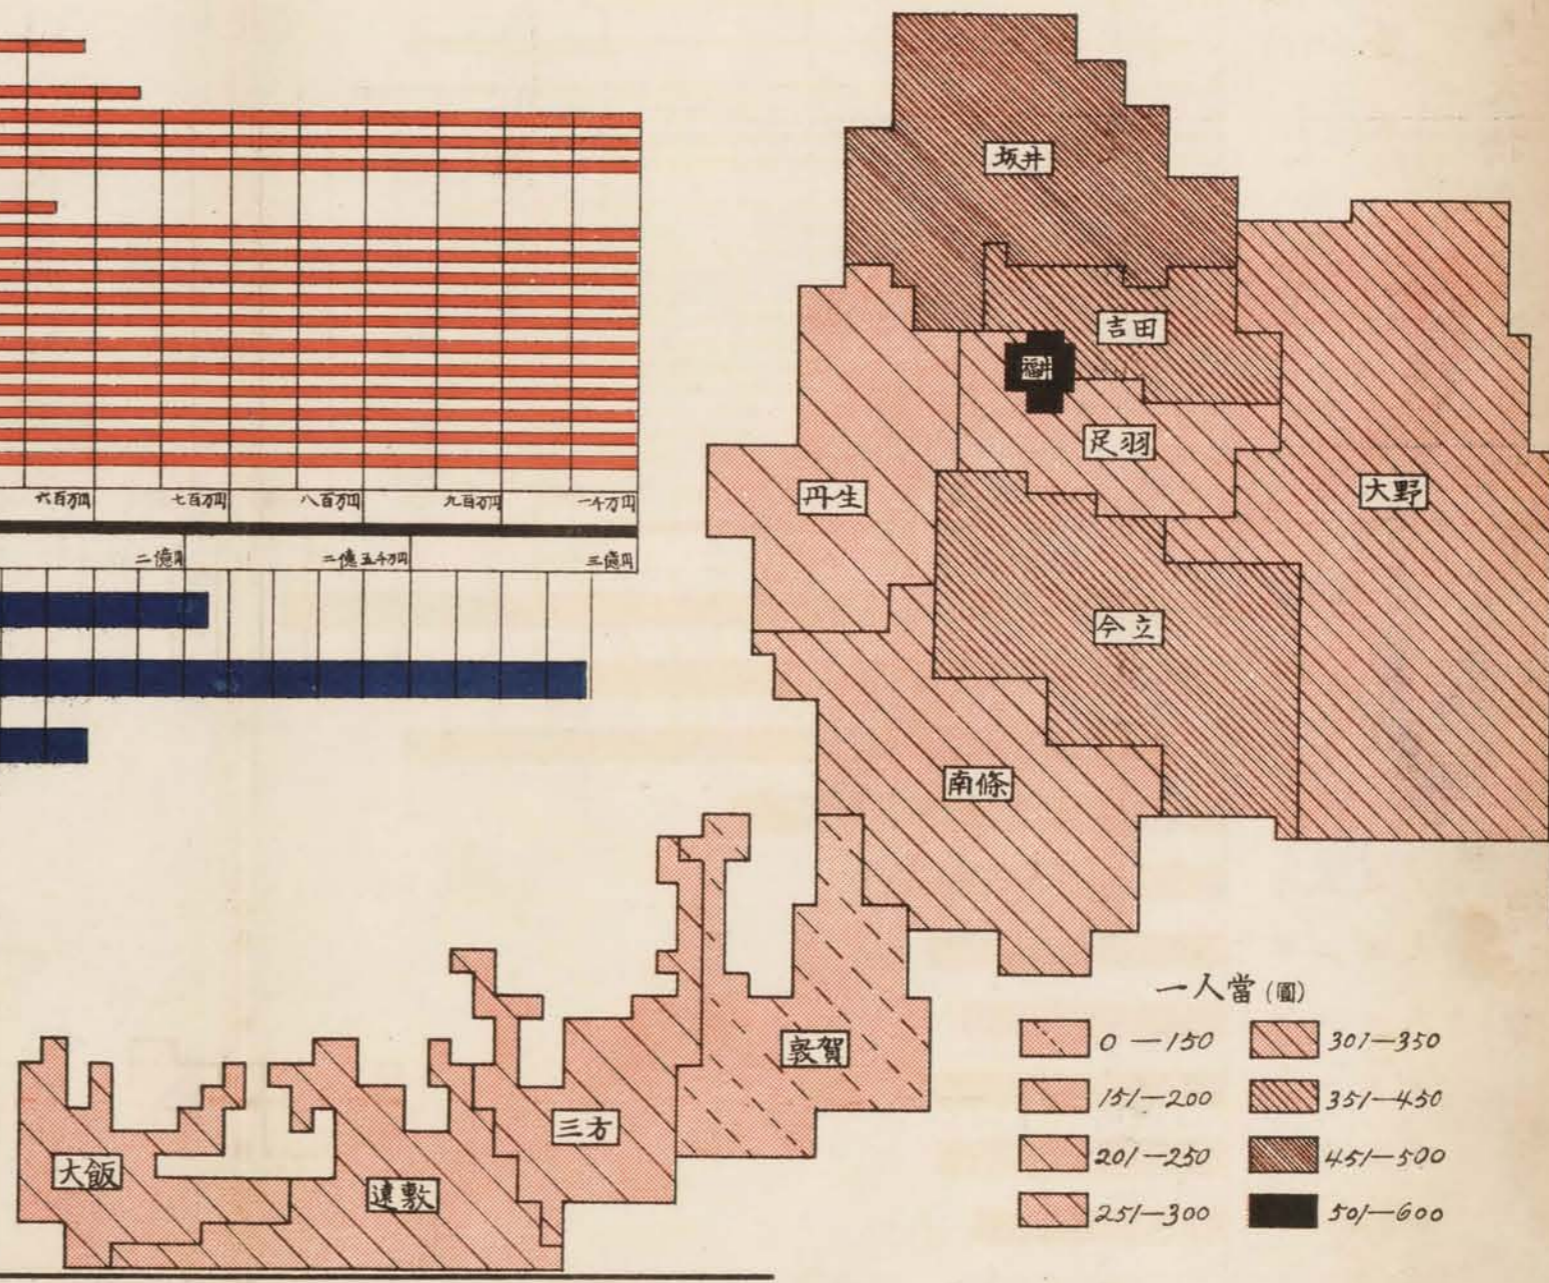 六百万円
七百万円
八百万円
九百万円
一千万円
二億円
二億五千万円
三億円
坂井
吉田
福井
足羽
大野
丹生
今立
南條
敦賀
三方
遠敷
大飯
一人當(圓)
0—150
151—200
201—250
251—300
301—350
351—450
451—500
501—600